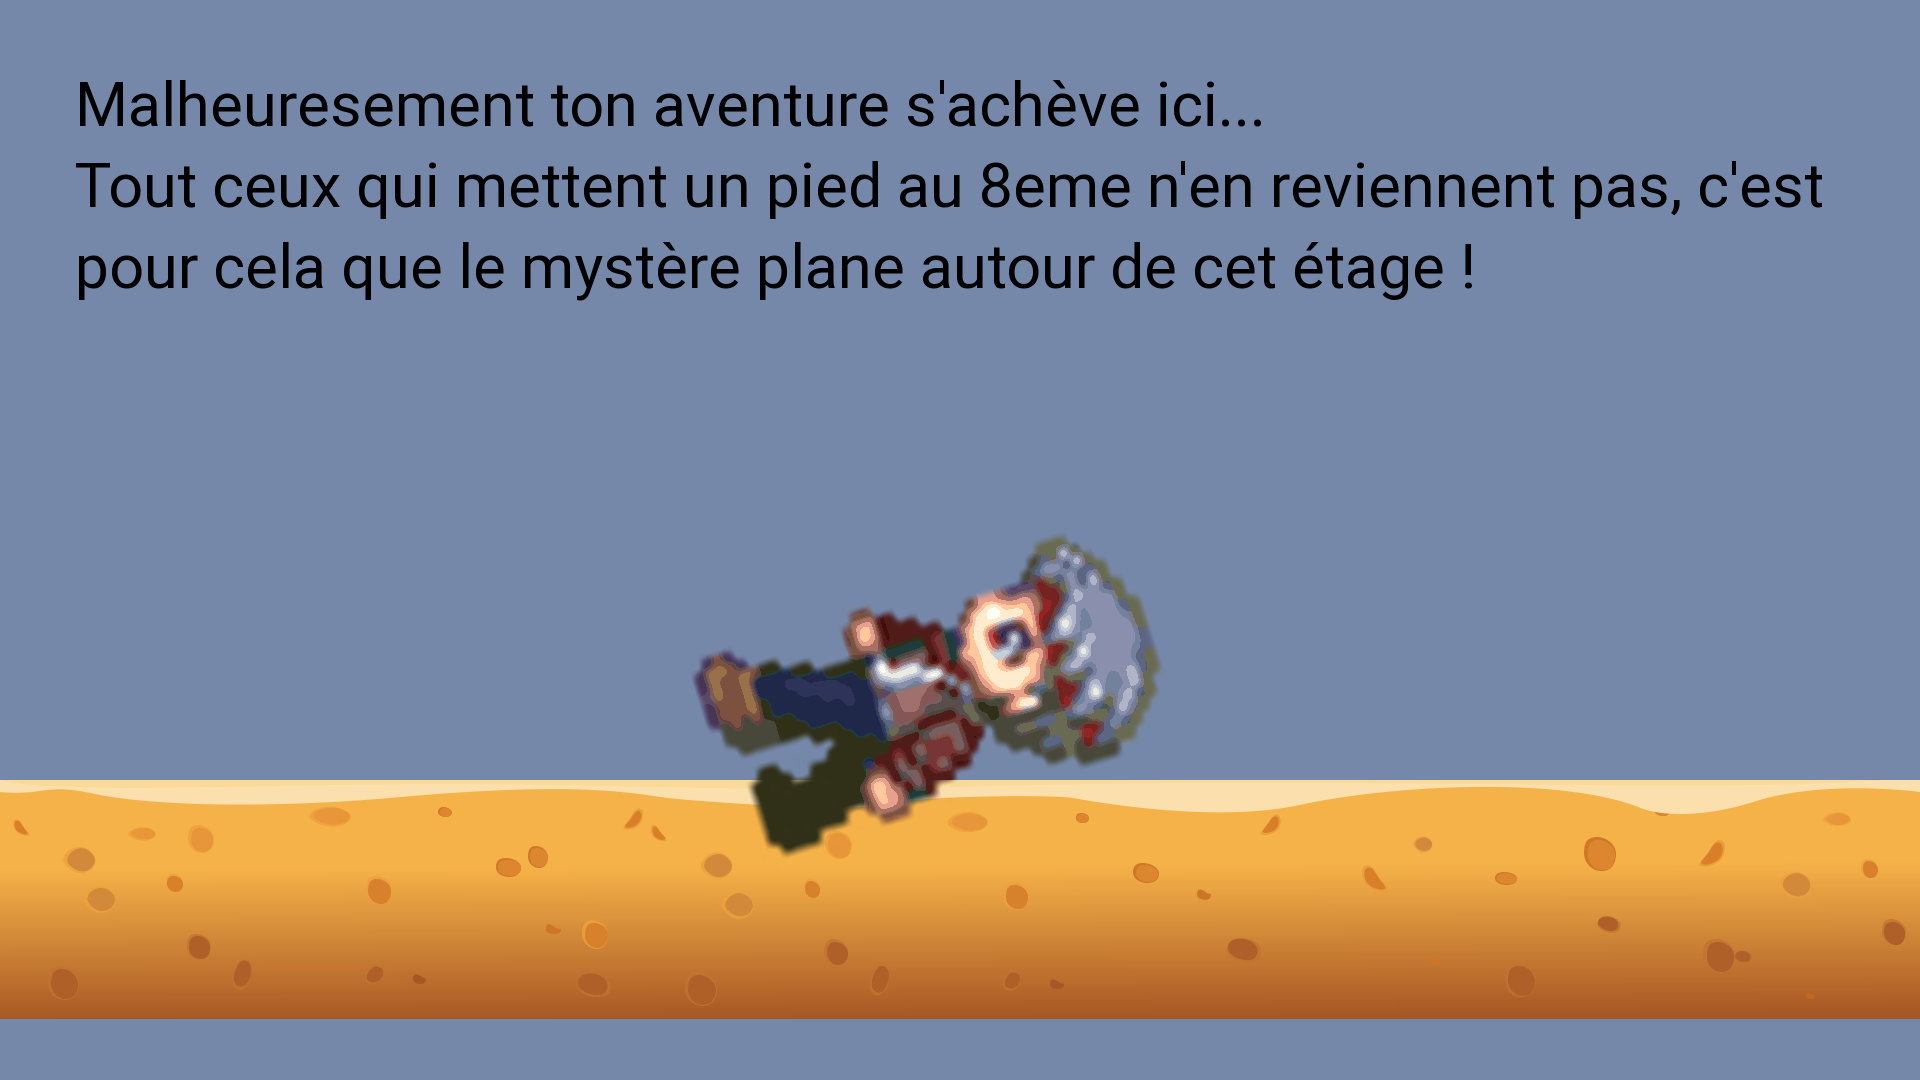 Malheuresement ton aventure s'achève ici...
Tout ceux qui mettent un pied au 8eme n'en reviennent pas, c'est
pour cela que le mystère plane autour de cet étage !